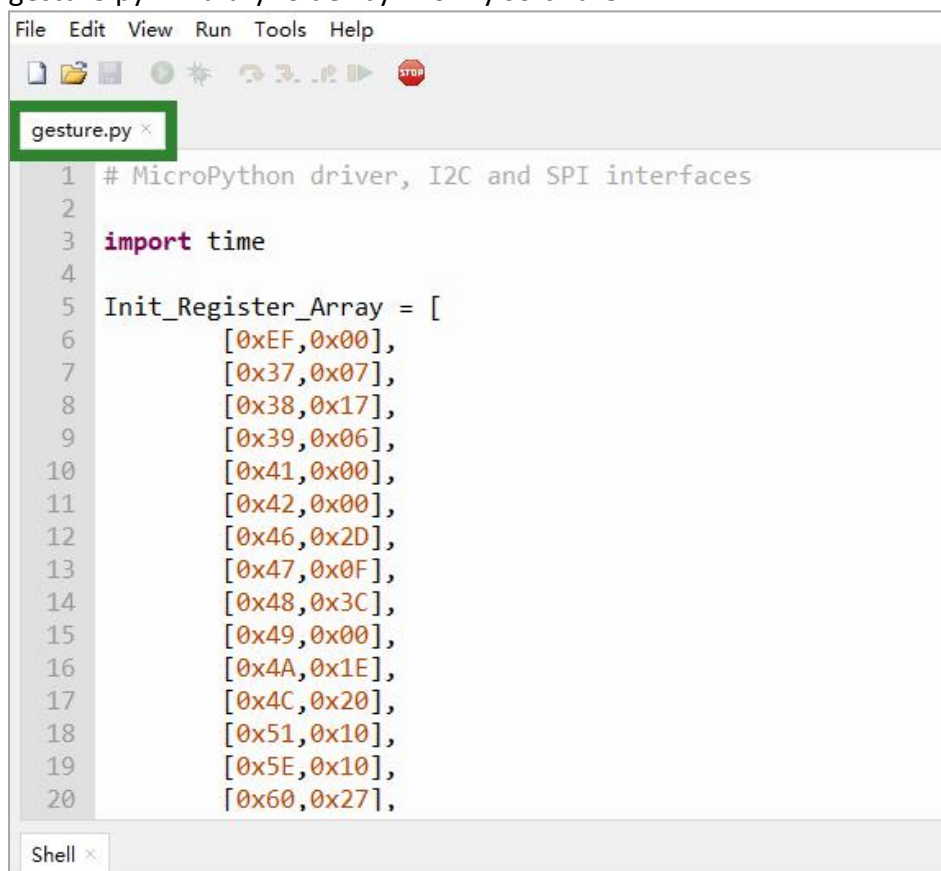 File Edit View Run Tools Help
STOP
gesture.py ×
1 # MicroPython driver, I2C and SPI interfaces
2
3 import time
4
5 Init_Register_Array = [
6 [0xEF,0x00],
7 [0x37,0x07],
8 [0x38,0x17],
9 [0x39,0x06],
10 [0x41,0x00],
11 [0x42,0x00],
12 [0x46,0x2D],
13 [0x47,0x0F],
14 [0x48,0x3C],
15 [0x49,0x00],
16 [0x4A,0x1E],
17 [0x4C,0x20],
18 [0x51,0x10],
19 [0x5E,0x10],
20 [0x60,0x27],
Shell ×